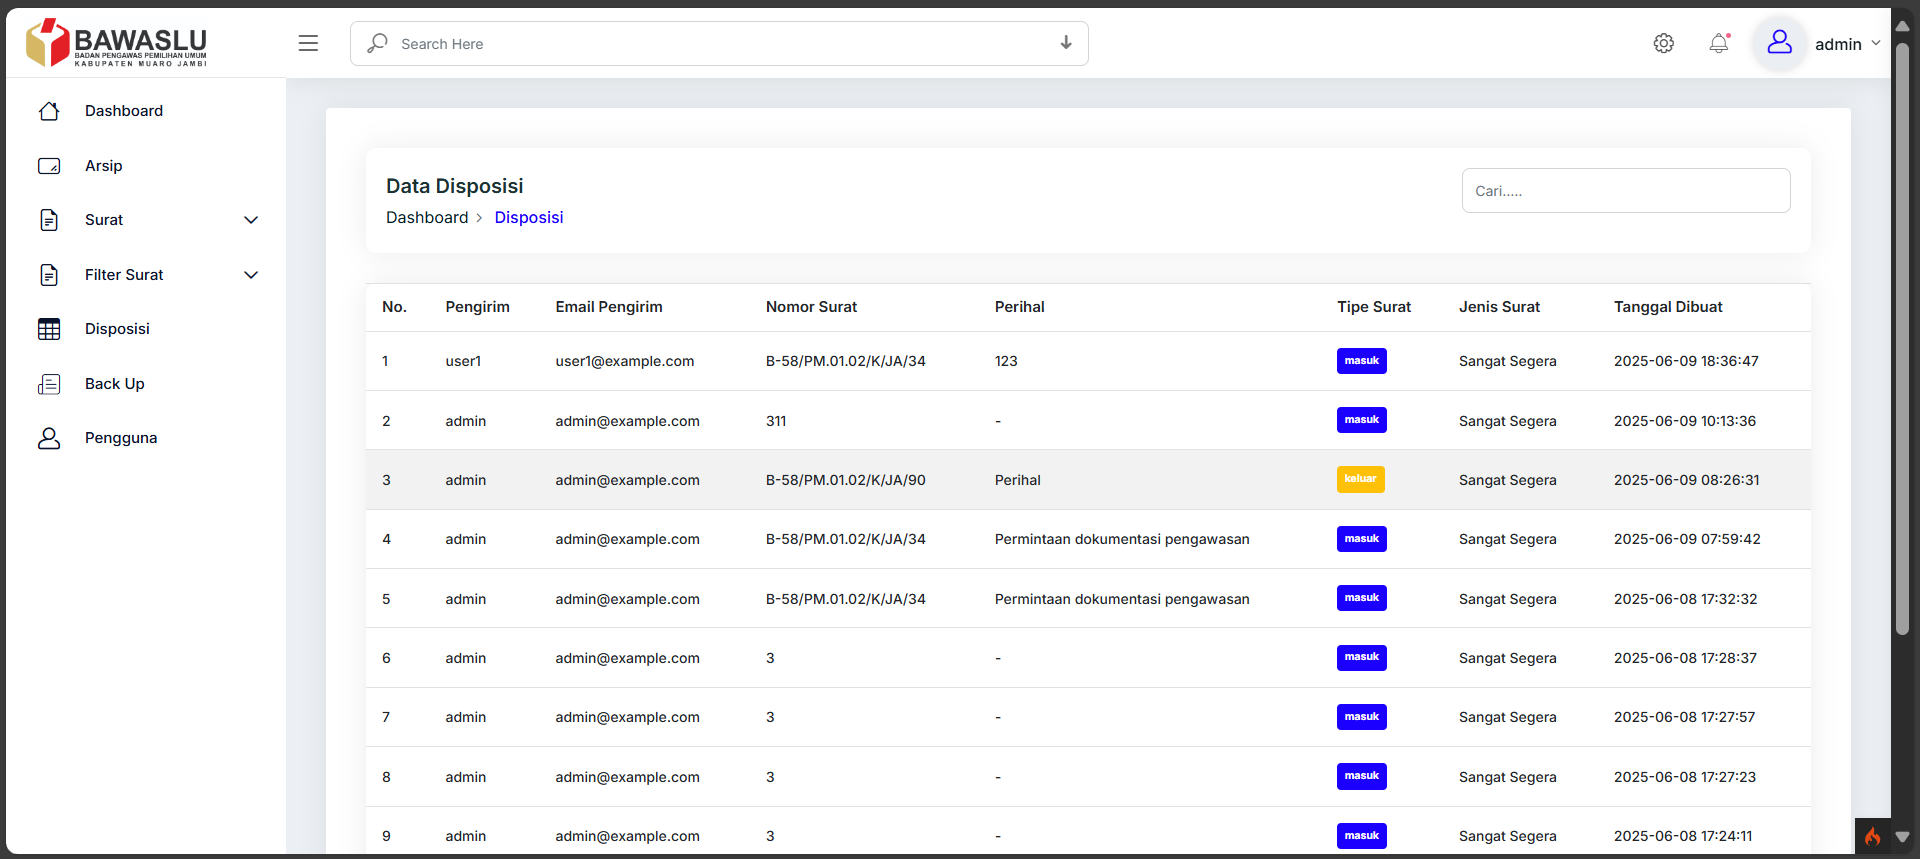 BAWASLU
BADAN PENGAWAS PEMILIHAN UMUM
KABUPATEN MUARO JAMBI
Search Here
admin
Dashboard
Arsip
Surat
Filter Surat
Disposisi
Back Up
Pengguna
Data Disposisi
Dashboard > Disposisi
Cari.....
No. Pengirim Email Pengirim Nomor Surat Perihal Tipe Surat Jenis Surat Tanggal Dibuat
1 user1 user1@example.com B-58/PM.01.02/K/JA/34 123 masuk Sangat Segera 2025-06-09 18:36:47
2 admin admin@example.com 311 - masuk Sangat Segera 2025-06-09 10:13:36
3 admin admin@example.com B-58/PM.01.02/K/JA/90 Perihal keluar Sangat Segera 2025-06-09 08:26:31
4 admin admin@example.com B-58/PM.01.02/K/JA/34 Permintaan dokumentasi pengawasan masuk Sangat Segera 2025-06-09 07:59:42
5 admin admin@example.com B-58/PM.01.02/K/JA/34 Permintaan dokumentasi pengawasan masuk Sangat Segera 2025-06-08 17:32:32
6 admin admin@example.com 3 - masuk Sangat Segera 2025-06-08 17:28:37
7 admin admin@example.com 3 - masuk Sangat Segera 2025-06-08 17:27:57
8 admin admin@example.com 3 - masuk Sangat Segera 2025-06-08 17:27:23
9 admin admin@example.com 3 - masuk Sangat Segera 2025-06-08 17:24:11